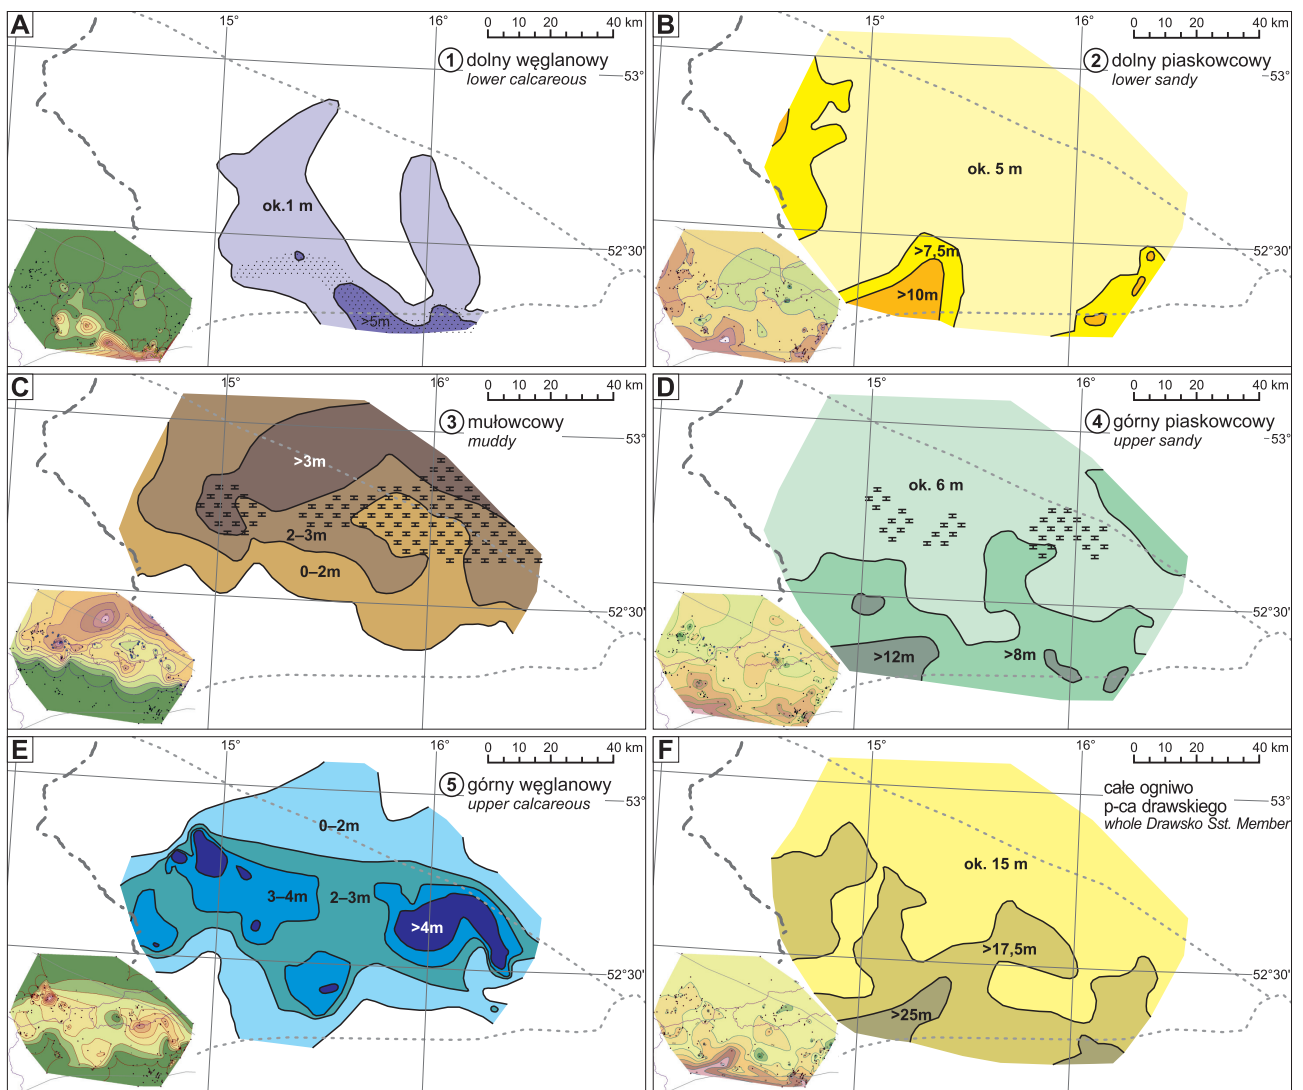 A
15°
16°
0 10 20 40 km
1 dolny węglanowy
lower calcareous
53°
ok.1 m
52°30'
>5m
B
15°
16°
0 10 20 40 km
2 dolny piaskowcowy
lower sandy
53°
ok. 5 m
52°30'
>7,5m
>10m
C
15°
16°
0 10 20 40 km
3 mułowcowy
muddy
53°
>3m
2–3m
0–2m
52°30'
D
15°
16°
0 10 20 40 km
4 górny piaskowcowy
upper sandy
53°
ok. 6 m
52°30'
>12m
>8m
E
15°
16°
0 10 20 40 km
5 górny węglanowy
upper calcareous
53°
0–2m
3–4m
2–3m
>4m
52°30'
F
15°
16°
0 10 20 40 km
całe ogniwo
p-ca drawskiego
whole Drawsko Sst. Member
53°
ok. 15 m
>17,5m
52°30'
>25m